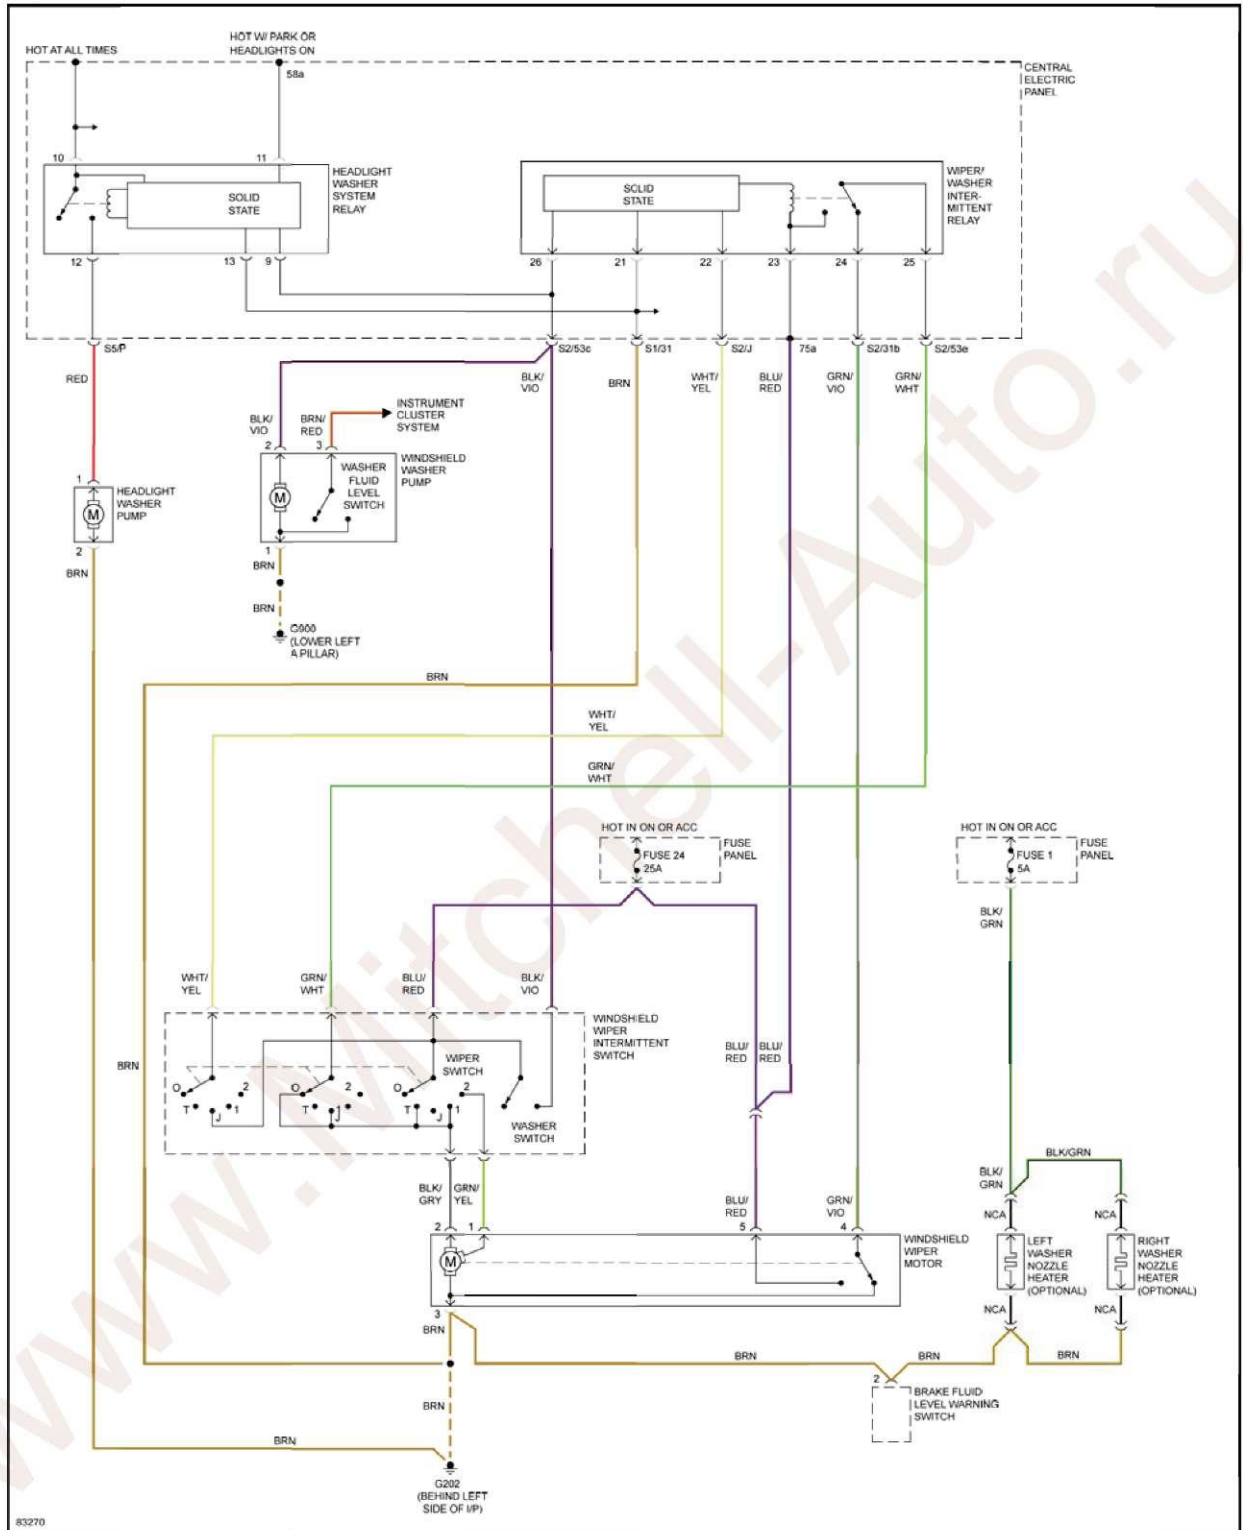 HOT AT ALL TIMES
HOT W/ PARK OR
HEADLIGHTS ON
58a
CENTRAL
ELECTRIC
PANEL
10
11
HEADLIGHT
WASHER
SYSTEM
RELAY
SOLID
STATE
12
13
9
SOLID
STATE
WIPER/
WASHER
INTER-
MITTENT
RELAY
26
21
22
23
24
25
S5/P
S2/53c
S1/31
S2/J
75a
S2/31b
S2/53e
RED
BLK/
VIO
BRN
WHT/
YEL
BLU/
RED
GRN/
VIO
GRN/
WHT
BLK/
VIO
BRN/
RED
INSTRUMENT
CLUSTER
SYSTEM
2
3
WINDSHIELD
WASHER
PUMP
WASHER
FLUID
LEVEL
SWITCH
M
1
1
HEADLIGHT
WASHER
PUMP
M
2
BRN
BRN
BRN
G900
(LOWER LEFT
A PILLAR)
BRN
WHT/
YEL
GRN/
WHT
HOT IN ON OR ACC
FUSE
PANEL
FUSE 24
25A
HOT IN ON OR ACC
FUSE
PANEL
FUSE 1
5A
BLK/
GRN
WHT/
YEL
GRN/
WHT
BLU/
RED
BLK/
VIO
WINDSHIELD
WIPER
INTERMITTENT
SWITCH
WIPER
SWITCH
O
2
T
J
1
O
2
T
J
1
O
2
T
J
1
WASHER
SWITCH
BRN
BLU/
RED
BLU/
RED
BLK/
GRY
GRN/
YEL
BLU/
RED
GRN/
VIO
2
1
5
4
WINDSHIELD
WIPER
MOTOR
M
3
BLK/
GRN
BLK/GRN
NCA
NCA
LEFT
WASHER
NOZZLE
HEATER
(OPTIONAL)
RIGHT
WASHER
NOZZLE
HEATER
(OPTIONAL)
NCA
NCA
BRN
BRN
BRN
BRN
2
BRAKE FLUID
LEVEL WARNING
SWITCH
BRN
BRN
G202
(BEHIND LEFT
SIDE OF I/P)
83270
www.Mitchell-Auto.ru